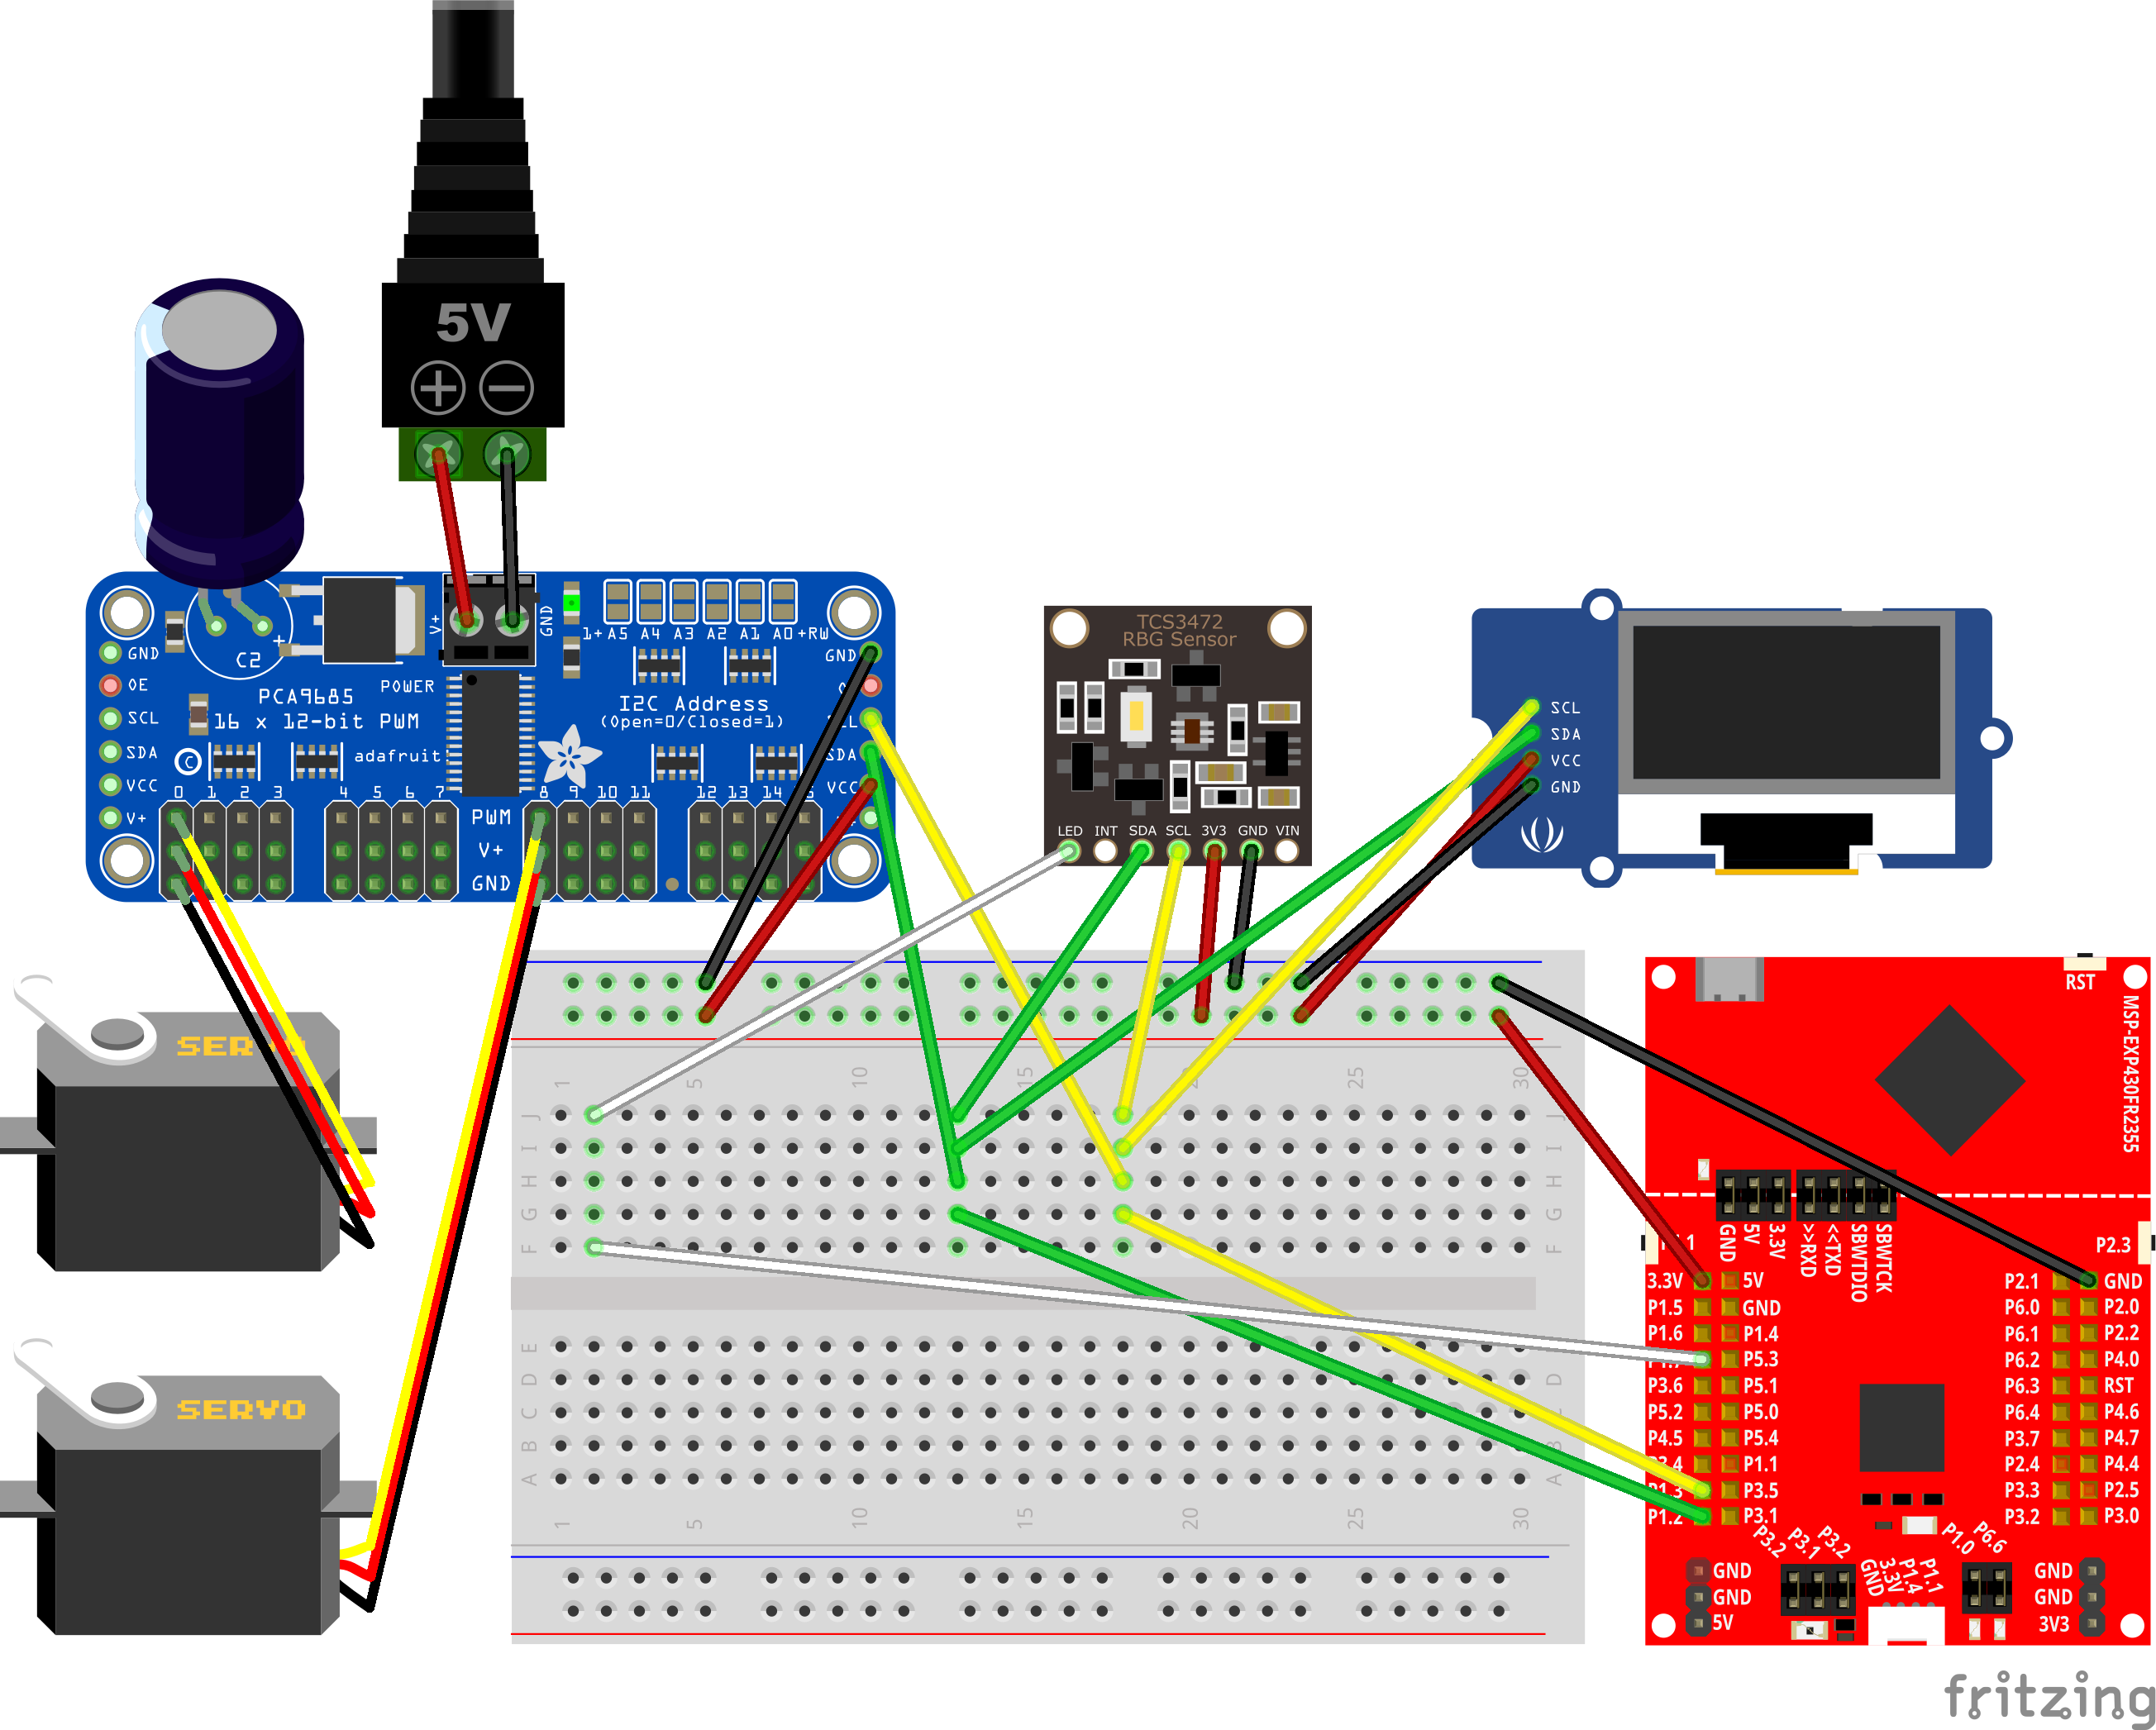 5V
V+
GND
1+ A5 A4 A3 A2 A1 A0 +RW
C2
+
GND
OE
SCL
SDA
VCC
V+
PCA9685
16 x 12-bit PWM
POWER
adafruit
I2C Address
(Open=0/Closed=1)
GND
SDA
VCC
0 1 2 3
4 5 6 7
8 9 10 11
12 13 14
PWM
V+
GND
TCS3472
RBG Sensor
LED INT SDA SCL 3V3 GND VIN
SCL
SDA
VCC
GND
SERVO
SERVO
1 5 10 15 20 25 30
J
I
H
G
F
E
D
C
B
A
1 5 10 15 20 25 30
J
I
H
G
F
E
D
B
A
RST
MSP-EXP430FR2355
GND
5V
3.3V
>>RXD
<<TXD
SBWTDIO
SBWTCK
P2.3
3.3V 5V
P1.5 GND
P1.6 P1.4
P5.3
P3.6 P5.1
P5.2 P5.0
P4.5 P5.4
P3.4 P1.1
P1.3 P3.5
P1.2 P3.1
P2.1 GND
P6.0 P2.0
P6.1 P2.2
P6.2 P4.0
P6.3 RST
P6.4 P4.6
P3.7 P4.7
P2.4 P4.4
P3.3 P2.5
P3.2 P3.0
P3.2
P3.1
P3.2
GND
3.3V
P1.4
P1.1
P1.0
P6.6
GND
GND
5V
GND
GND
3V3
fritzing